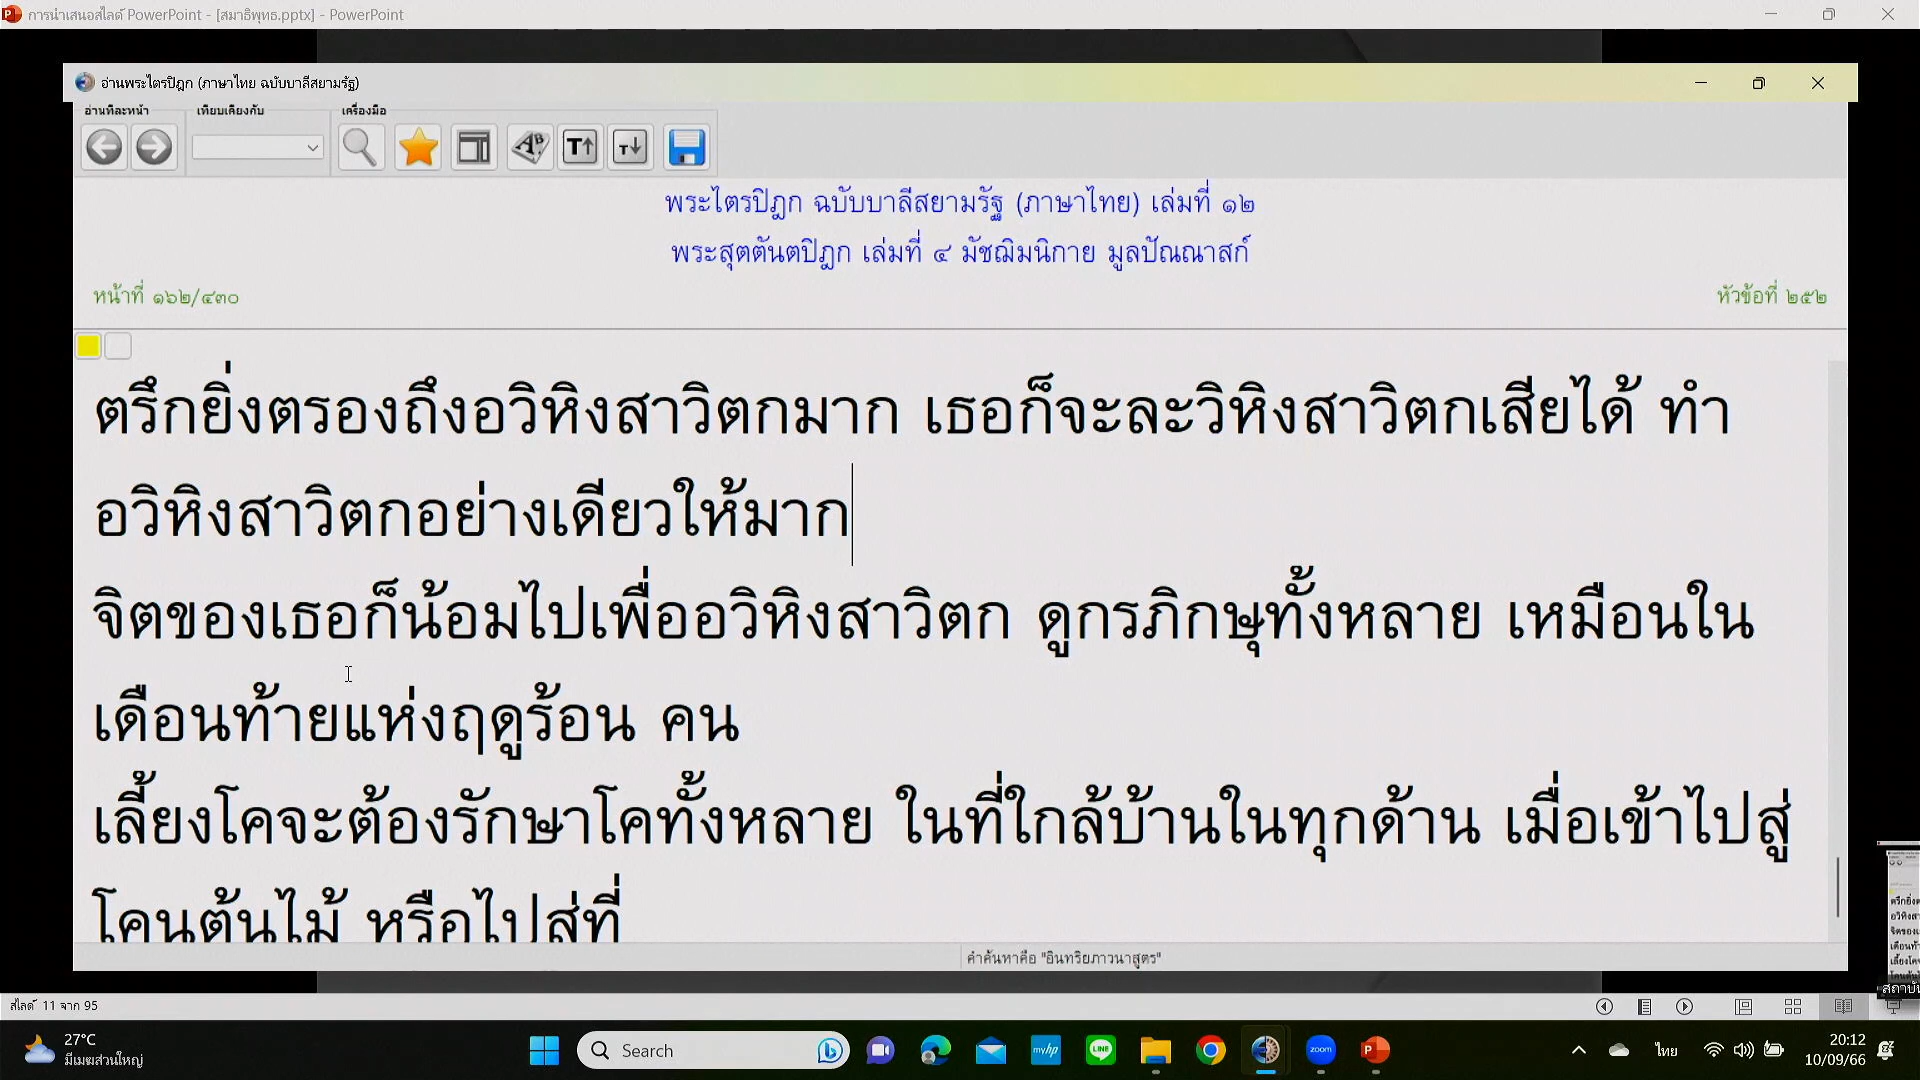 การนำเสนอสไลด์ PowerPoint - [สมาธิพุทธ.pptx] - PowerPoint
อ่านพระไตรปิฎก (ภาษาไทย ฉบับบาลีสยามรัฐ)
อ่านทีละหน้า เทียบเคียงกับ เครื่องมือ
พระไตรปิฎก ฉบับบาลีสยามรัฐ (ภาษาไทย) เล่มที่ ๑๒
พระสุตตันตปิฎก เล่มที่ ๔ มัชฌิมนิกาย มูลปัณณาสก์
หน้าที่ ๑๖๒/๔๓๐ หัวข้อที่ ๒๕๒
ตรึกยิ่งตรองถึงอวิหิงสาวิตกมาก เธอก็จะละวิหิงสาวิตกเสียได้ ทำ
อวิหิงสาวิตกอย่างเดียวให้มาก
จิตของเธอก็น้อมไปเพื่ออวิหิงสาวิตก ดูกรภิกษุทั้งหลาย เหมือนใน
เดือนท้ายแห่งฤดูร้อน คน
เลี้ยงโคจะต้องรักษาโคทั้งหลาย ในที่ใกล้บ้านในทุกด้าน เมื่อเข้าไปสู่
โคนต้นไม้ หรือไปสู่ที่
คำค้นหาคือ "อินทริยภาวนาสูตร"
สไลด์ 11 จาก 95
27°C
มีเมฆส่วนใหญ่
Search
myhp
LINE
zoom
ไทย
20:12
10/09/66